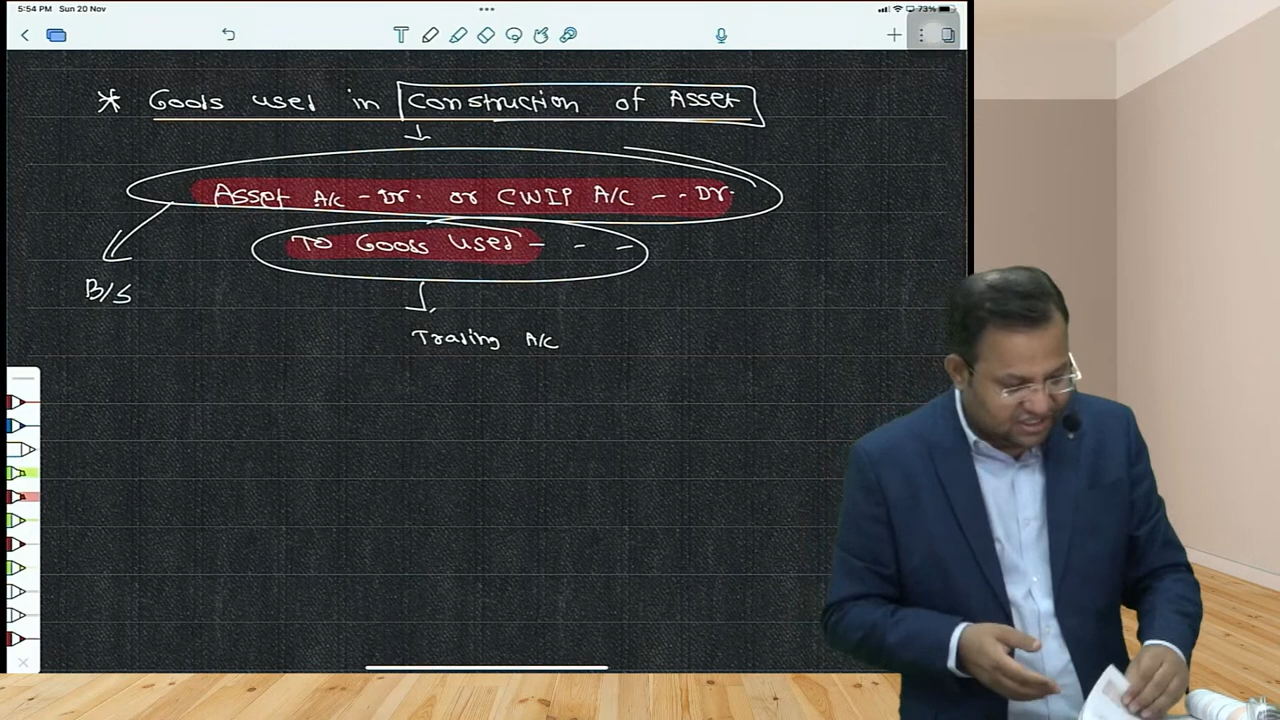 5:54 PM Sun 20 Nov
73%
* Goods used in Construction of Asset
Asset A/c - Dr. or CWIP A/C - - Dr.
To Goods used - - -
B/S
Trading A/C